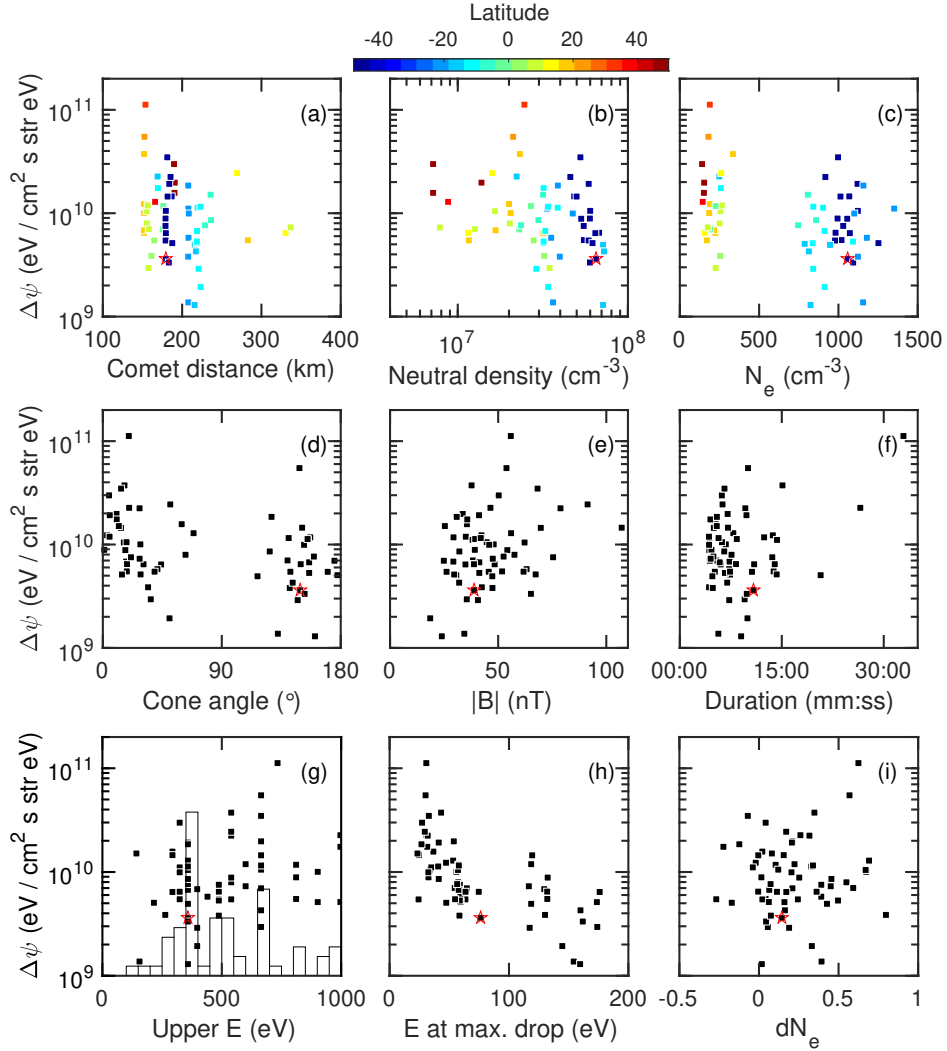 Latitude
-40 -20 0 20 40
10^11 10^10 10^9
Δψ (eV / cm^2 s str eV)
(a) (b) (c)
100 200 300 400
Comet distance (km)
10^7 10^8
Neutral density (cm^-3)
0 500 1000 1500
N_e (cm^-3)
10^11 10^10 10^9
Δψ (eV / cm^2 s str eV)
(d) (e) (f)
0 90 180
Cone angle (°)
0 50 100
|B| (nT)
00:00 15:00 30:00
Duration (mm:ss)
10^11 10^10 10^9
Δψ (eV / cm^2 s str eV)
(g) (h) (i)
0 500 1000
Upper E (eV)
0 100 200
E at max. drop (eV)
-0.5 0 0.5 1
dN_e